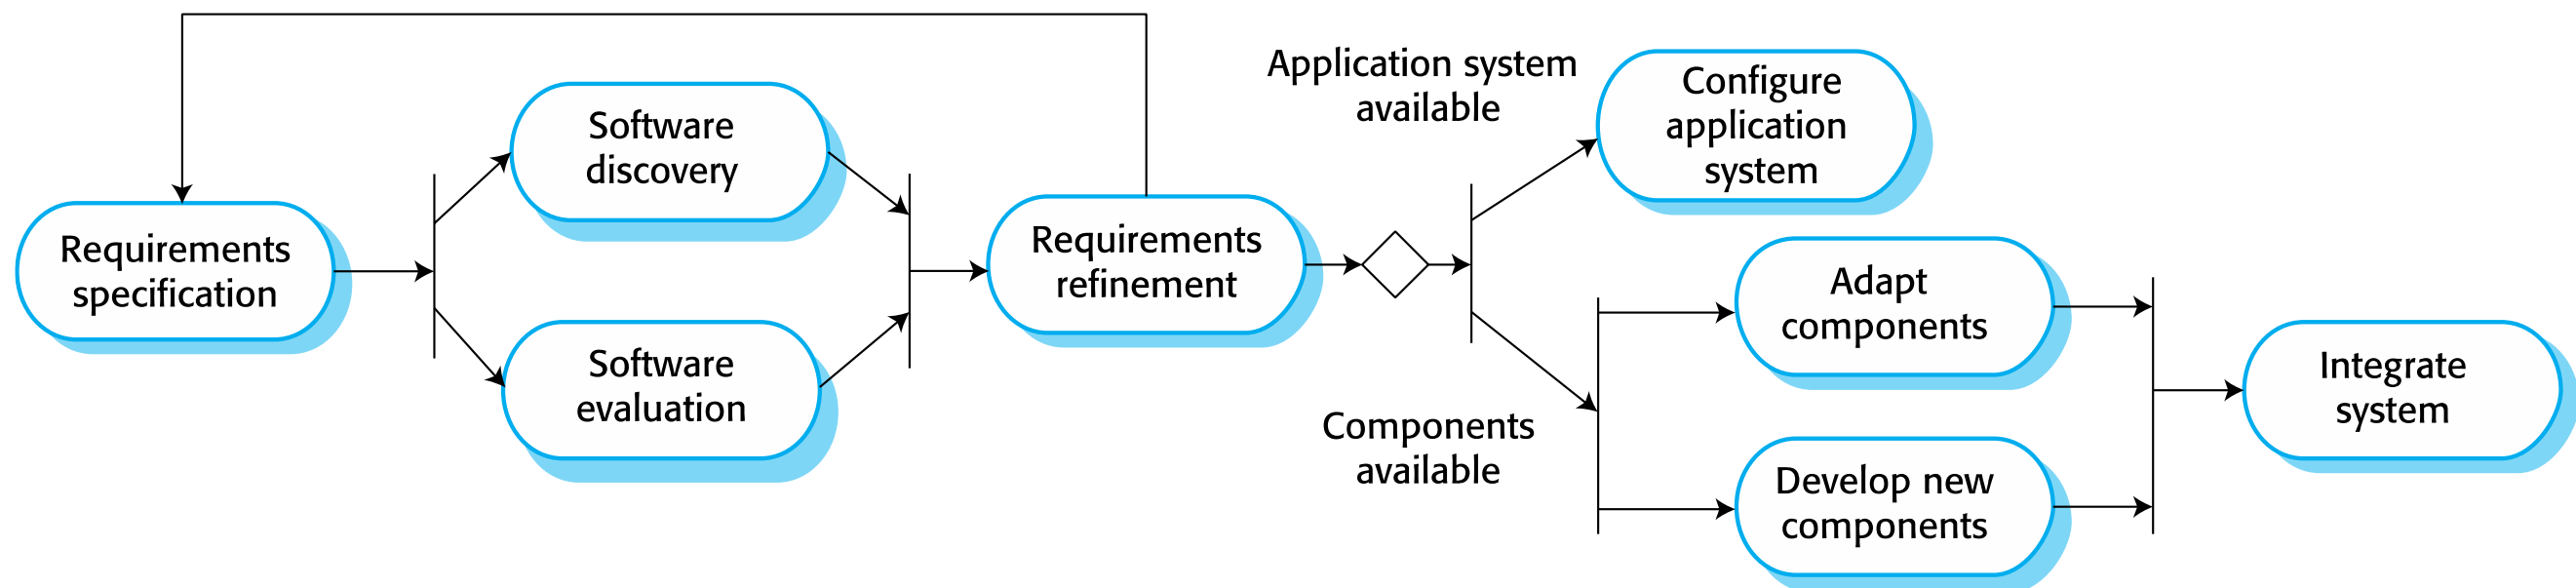 Requirements
specification
Software
discovery
Software
evaluation
Requirements
refinement
Application system
available
Components
available
Configure
application
system
Adapt
components
Develop new
components
Integrate
system